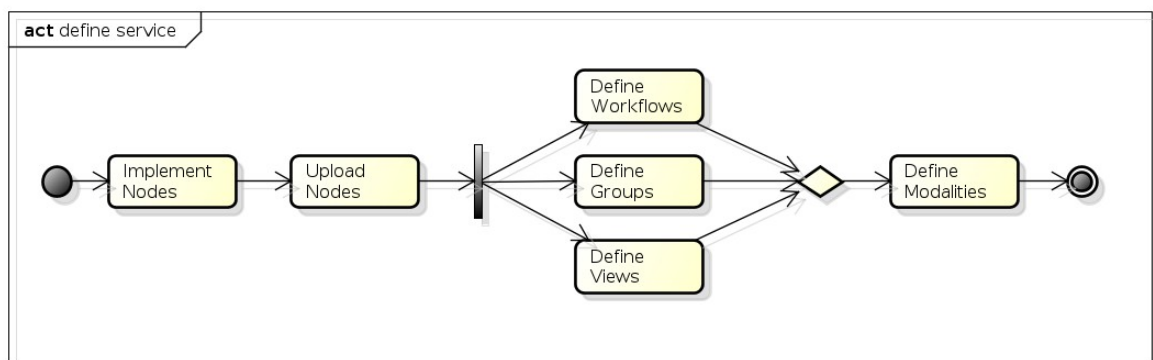 act define service
Define
Workflows
Implement
Nodes
Upload
Nodes
Define
Groups
Define
Modalities
Define
Views